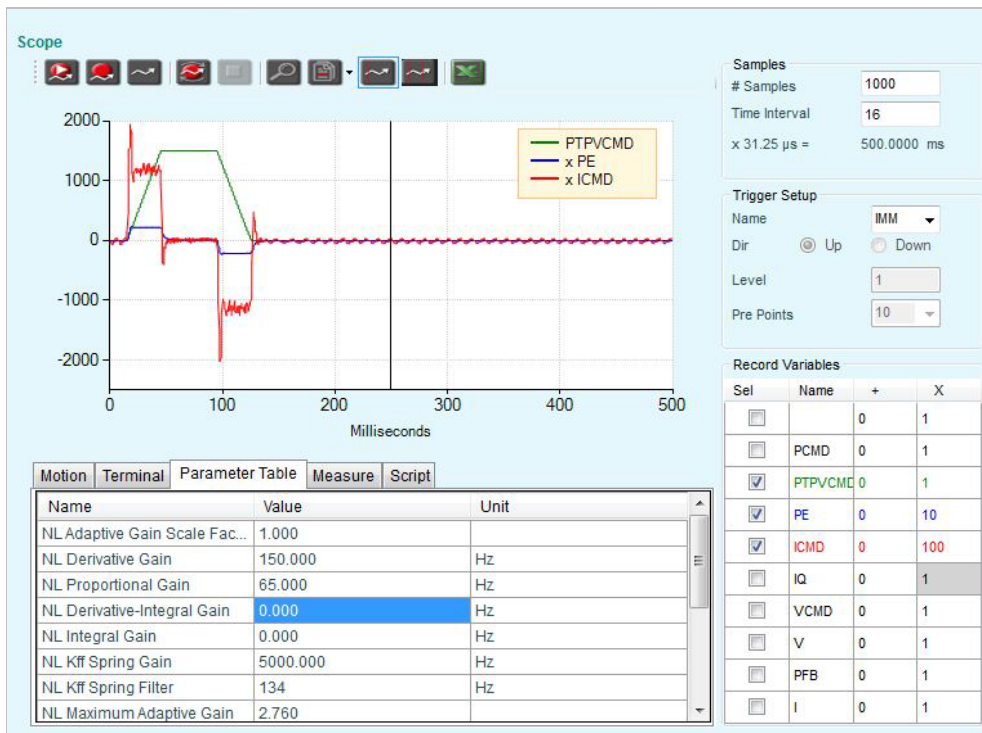 Scope
2000
1000
0
-1000
-2000
PTPVCMD
x PE
x ICMD
0 100 200 300 400 500
Milliseconds
Motion Terminal Parameter Table Measure Script
Name Value Unit
NL Adaptive Gain Scale Fac... 1.000
NL Derivative Gain 150.000 Hz
NL Proportional Gain 65.000 Hz
NL Derivative-Integral Gain 0.000 Hz
NL Integral Gain 0.000 Hz
NL Kff Spring Gain 5000.000 Hz
NL Kff Spring Filter 134 Hz
NL Maximum Adaptive Gain 2.760
Samples
# Samples 1000
Time Interval 16
x 31.25 µs = 500.0000 ms
Trigger Setup
Name IMM
Dir Up Down
Level 1
Pre Points 10
Record Variables
Sel Name + X
0 1
PCMD 0 1
PTPVCMD 0 1
PE 0 10
ICMD 0 100
IQ 0 1
VCMD 0 1
V 0 1
PFB 0 1
I 0 1